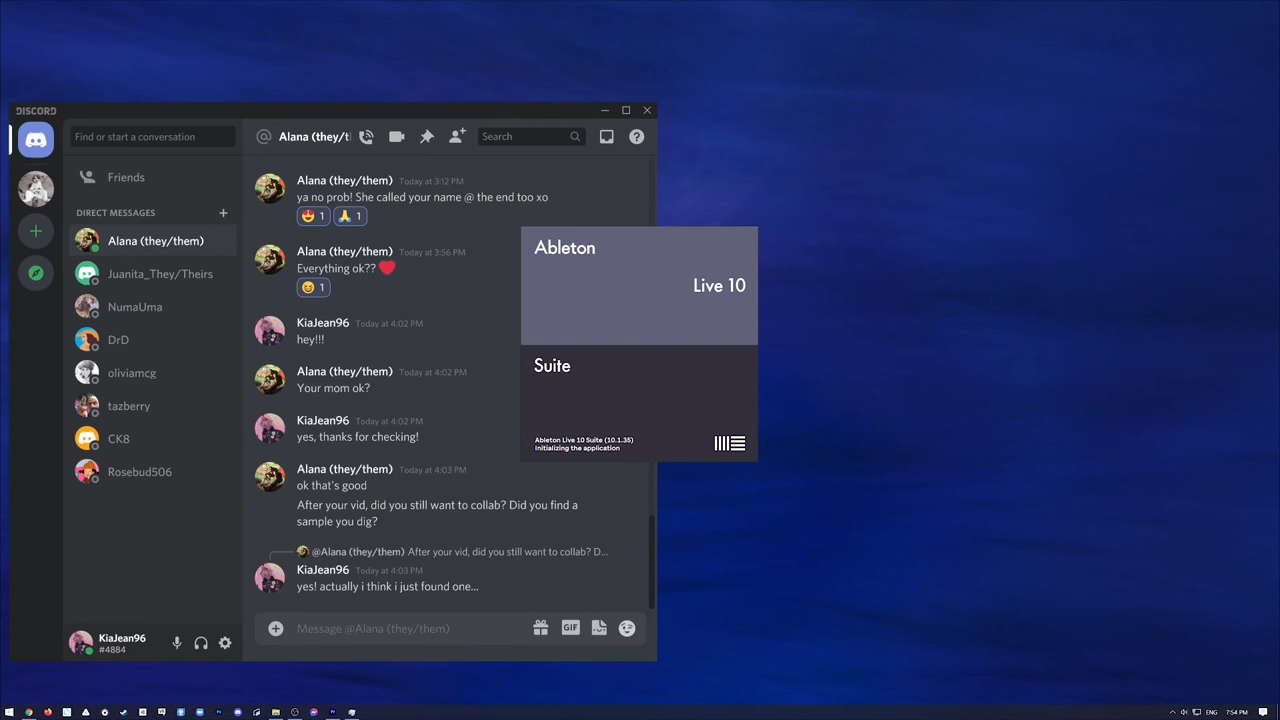 DISCORD
Find or start a conversation
Friends
DIRECT MESSAGES
Alana (they/them)
Juanita_They/Theirs
NumaUma
DrD
oliviamcg
tazberry
CK8
Rosebud506
KiaJean96
#4884
Alana (they/t
Search
Alana (they/them) Today at 3:12 PM
ya no prob! She called your name @ the end too xo
1 1
Alana (they/them) Today at 3:56 PM
Everything ok??
1
KiaJean96 Today at 4:02 PM
hey!!!
Alana (they/them) Today at 4:02 PM
Your mom ok?
KiaJean96 Today at 4:02 PM
yes, thanks for checking!
Alana (they/them) Today at 4:03 PM
ok that's good
After your vid, did you still want to collab? Did you find a
sample you dig?
@Alana (they/them) After your vid, did you still want to collab? D...
KiaJean96 Today at 4:03 PM
yes! actually i think i just found one...
Message @Alana (they/them)
GIF
Ableton
Live 10
Suite
Ableton Live 10 Suite (10.1.35)
Initializing the application
ENG
7:54 PM